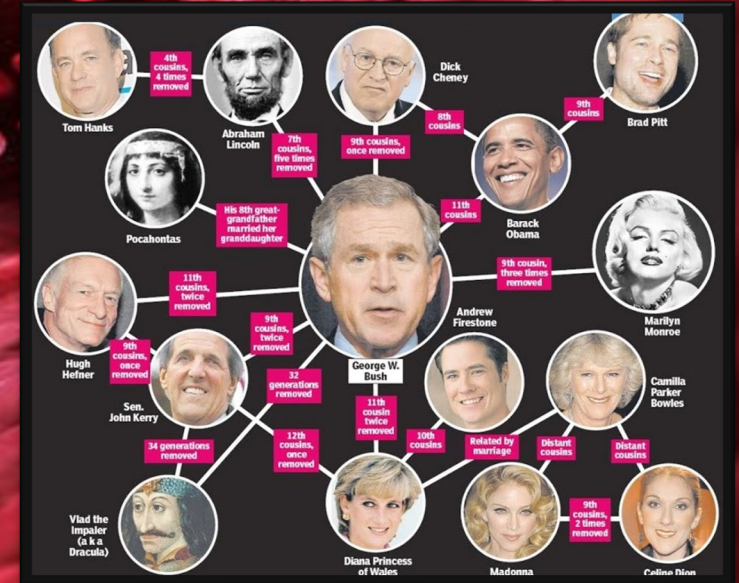 4th
cousins,
4 times
removed
Tom Hanks
Abraham
Lincoln
7th
cousins,
five times
removed
Dick
Cheney
9th cousins,
once removed
8th
cousins
9th
cousins
Brad Pitt
Pocahontas
His 8th great-
grandfather
married her
granddaughter
11th
cousins
Barack
Obama
11th
cousins,
twice
removed
9th cousin,
three times
removed
Marilyn
Monroe
Hugh
Hefner
9th
cousins,
once
removed
9th
cousins,
twice
removed
Sen.
John Kerry
George W.
Bush
Andrew
Firestone
Camilla
Parker
Bowles
32
generations
removed
11th
cousin
twice
removed
34 generations
removed
12th
cousins,
once
removed
10th
cousins
Related by
marriage
Distant
cousins
Distant
cousins
Vlad the
Impaler
(a k a
Dracula)
Diana Princess
of Wales
Madonna
9th
cousins,
2 times
removed
Celine Dion